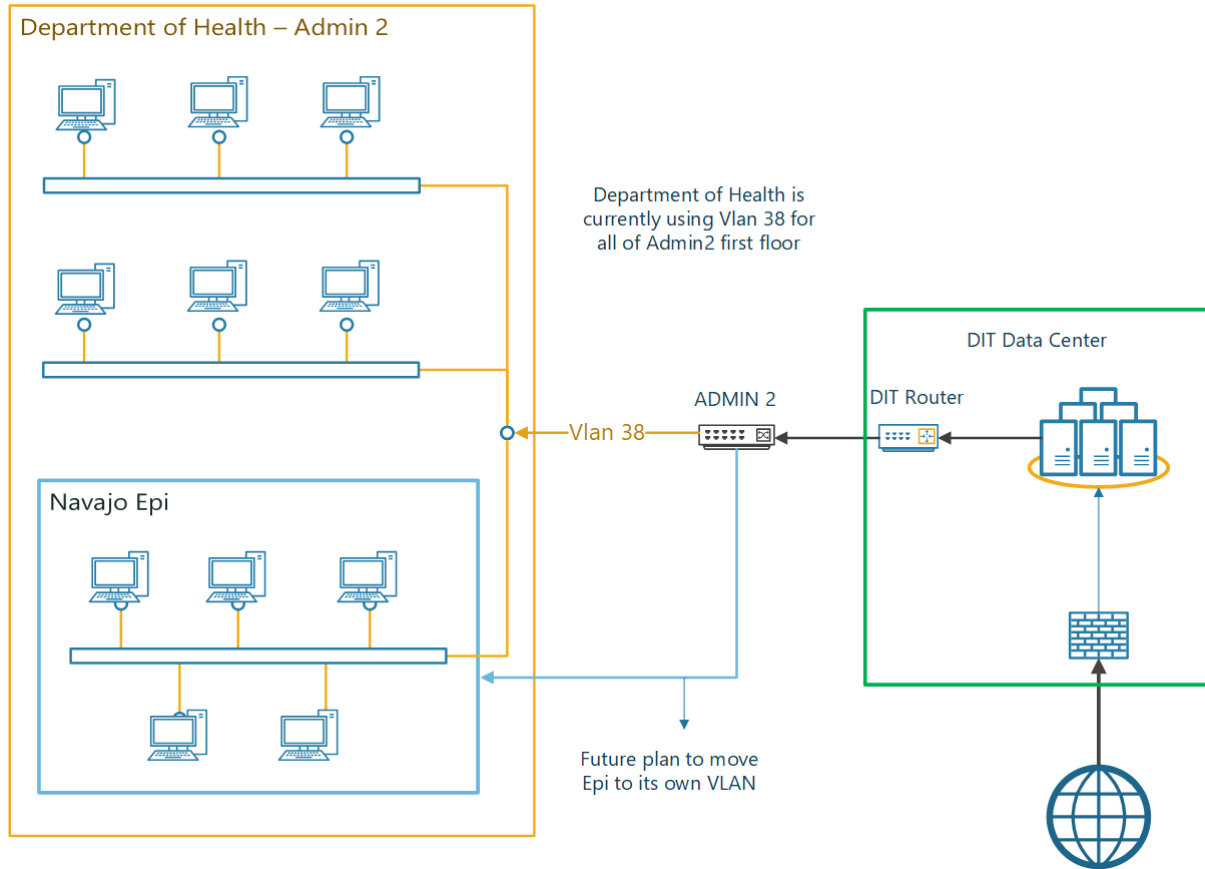 Department of Health – Admin 2
Department of Health is
currently using Vlan 38 for
all of Admin2 first floor
DIT Data Center
ADMIN 2
DIT Router
Vlan 38
Navajo Epi
Future plan to move
Epi to its own VLAN